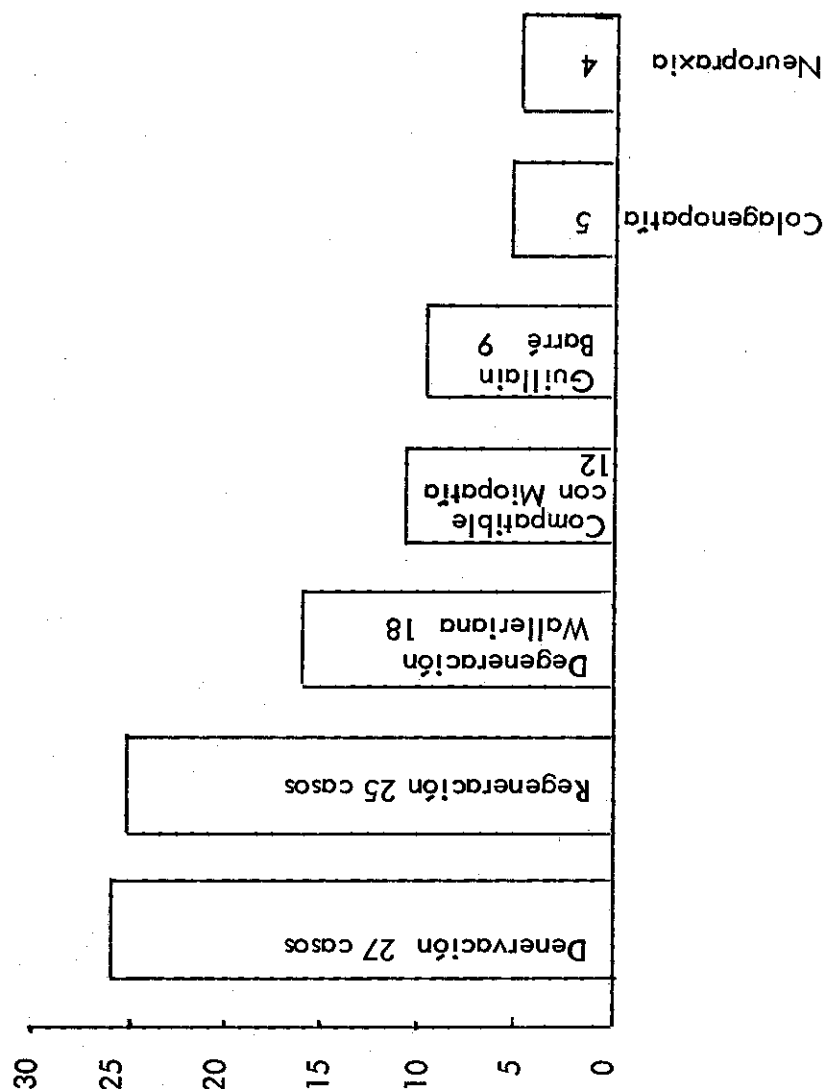 Neuropraxia
4
Colagenopatía
5
Guillain
Barré 9
Compatible
con Miopatía
12
Degeneración
Walleriana 18
Regeneración 25 casos
Denervación 27 casos
30
25
20
15
10
5
0